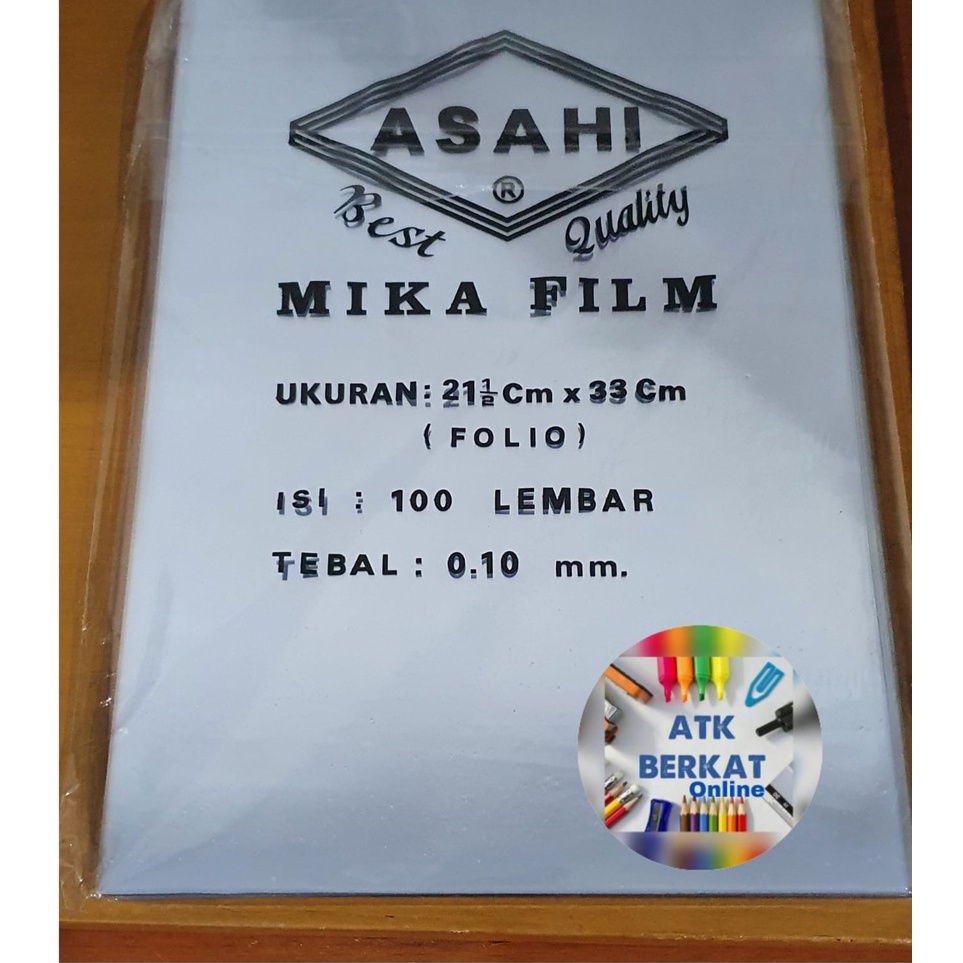 ASAHI
®
Best Quality
MIKA FILM
UKURAN: 21½ Cm x 33 Cm
( FOLIO )
ISI : 100 LEMBAR
TEBAL : 0.10 mm.
ATK
BERKAT
Online